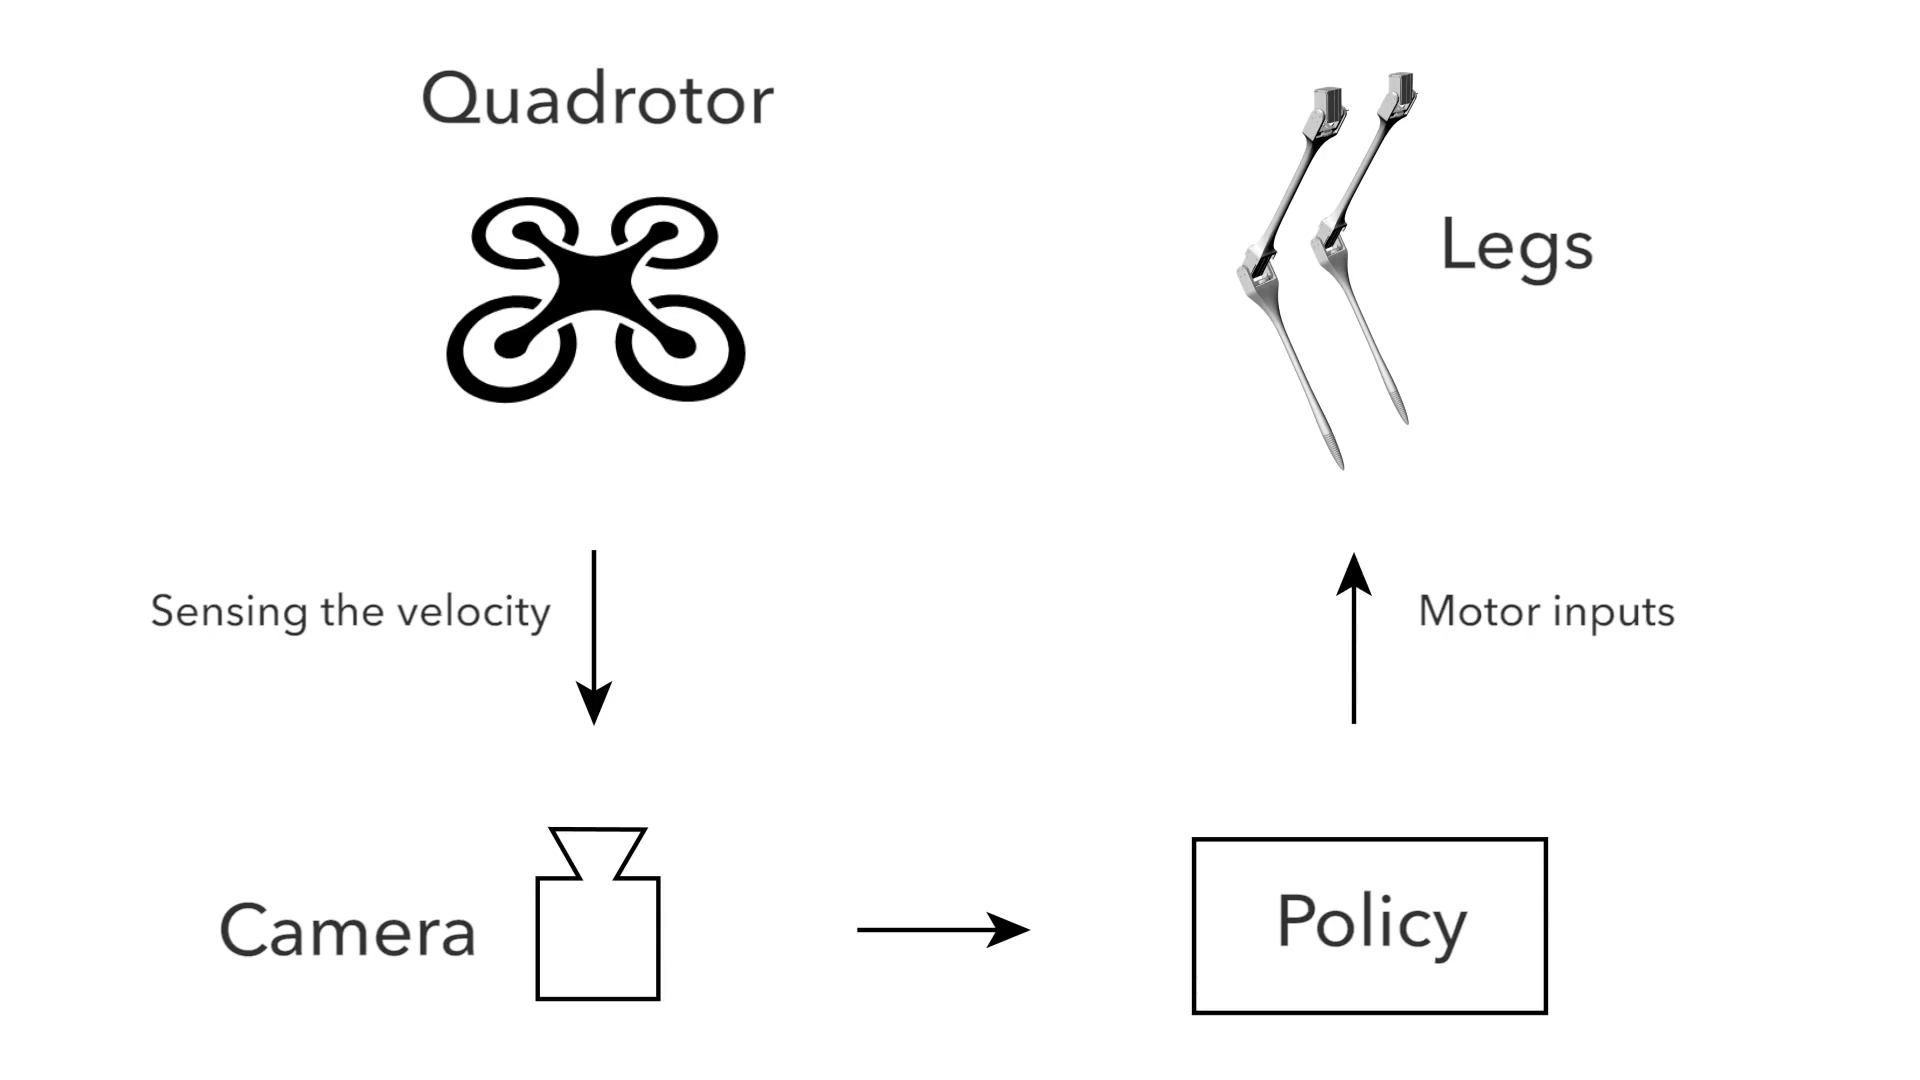 Quadrotor
Legs
Sensing the velocity
Motor inputs
Camera
Policy